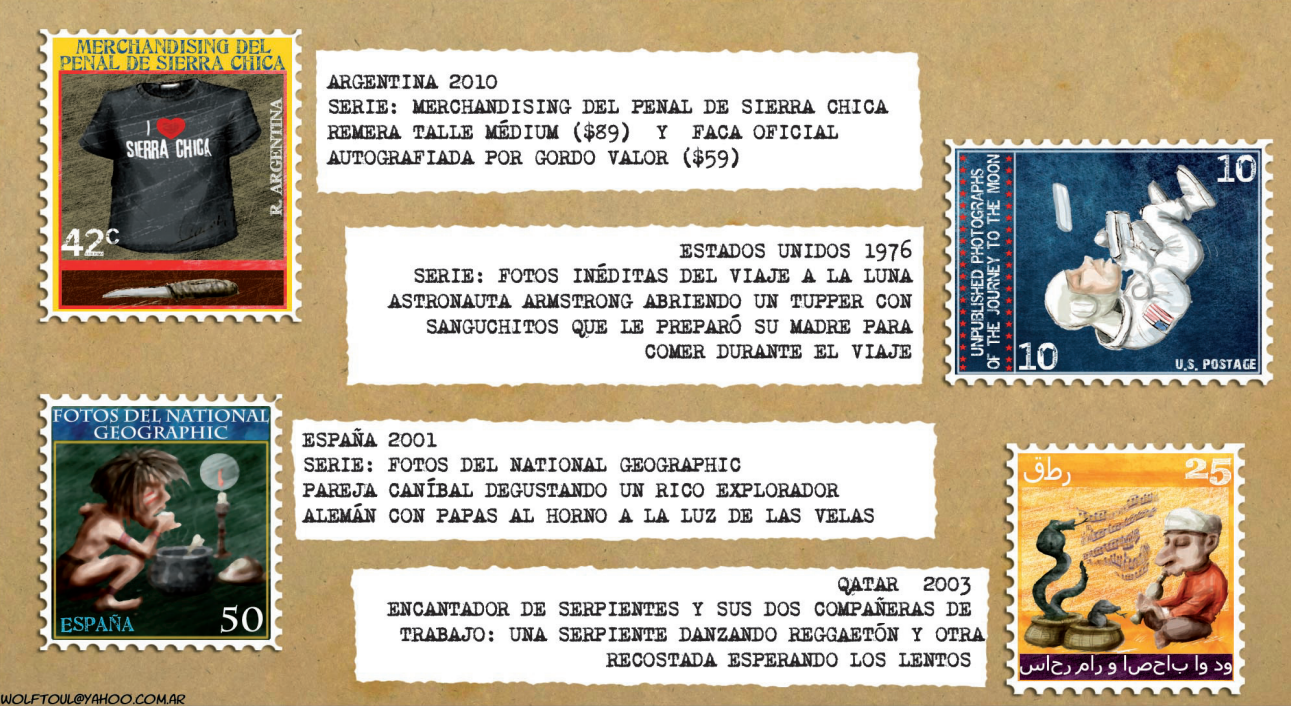 MERCHANDISING DEL
PENAL DE SIERRA CHICA
I
SIERRA CHICA
R. ARGENTINA
42c
ARGENTINA 2010
SERIE: MERCHANDISING DEL PENAL DE SIERRA CHICA
REMERA TALLE MÉDIUM ($89) Y FACA OFICIAL
AUTOGRAFIADA POR GORDO VALOR ($59)
ESTADOS UNIDOS 1976
SERIE: FOTOS INÉDITAS DEL VIAJE A LA LUNA
ASTRONAUTA ARMSTRONG ABRIENDO UN TUPPER CON
SANGUCHITOS QUE LE PREPARÓ SU MADRE PARA
COMER DURANTE EL VIAJE
UNPUBLISHED PHOTOGRAPHS
OF THE JOURNEY TO THE MOON
10
10
U.S. POSTAGE
FOTOS DEL NATIONAL
GEOGRAPHIC
ESPAÑA
50
ESPAÑA 2001
SERIE: FOTOS DEL NATIONAL GEOGRAPHIC
PAREJA CANÍBAL DEGUSTANDO UN RICO EXPLORADOR
ALEMÁN CON PAPAS AL HORNO A LA LUZ DE LAS VELAS
QATAR 2003
ENCANTADOR DE SERPIENTES Y SUS DOS COMPAÑERAS DE
TRABAJO: UNA SERPIENTE DANZANDO REGGAETÓN Y OTRA
RECOSTADA ESPERANDO LOS LENTOS
رطق
25
ود وا باحصا و رام رحاس
WOLFTOUL@YAHOO.COM.AR